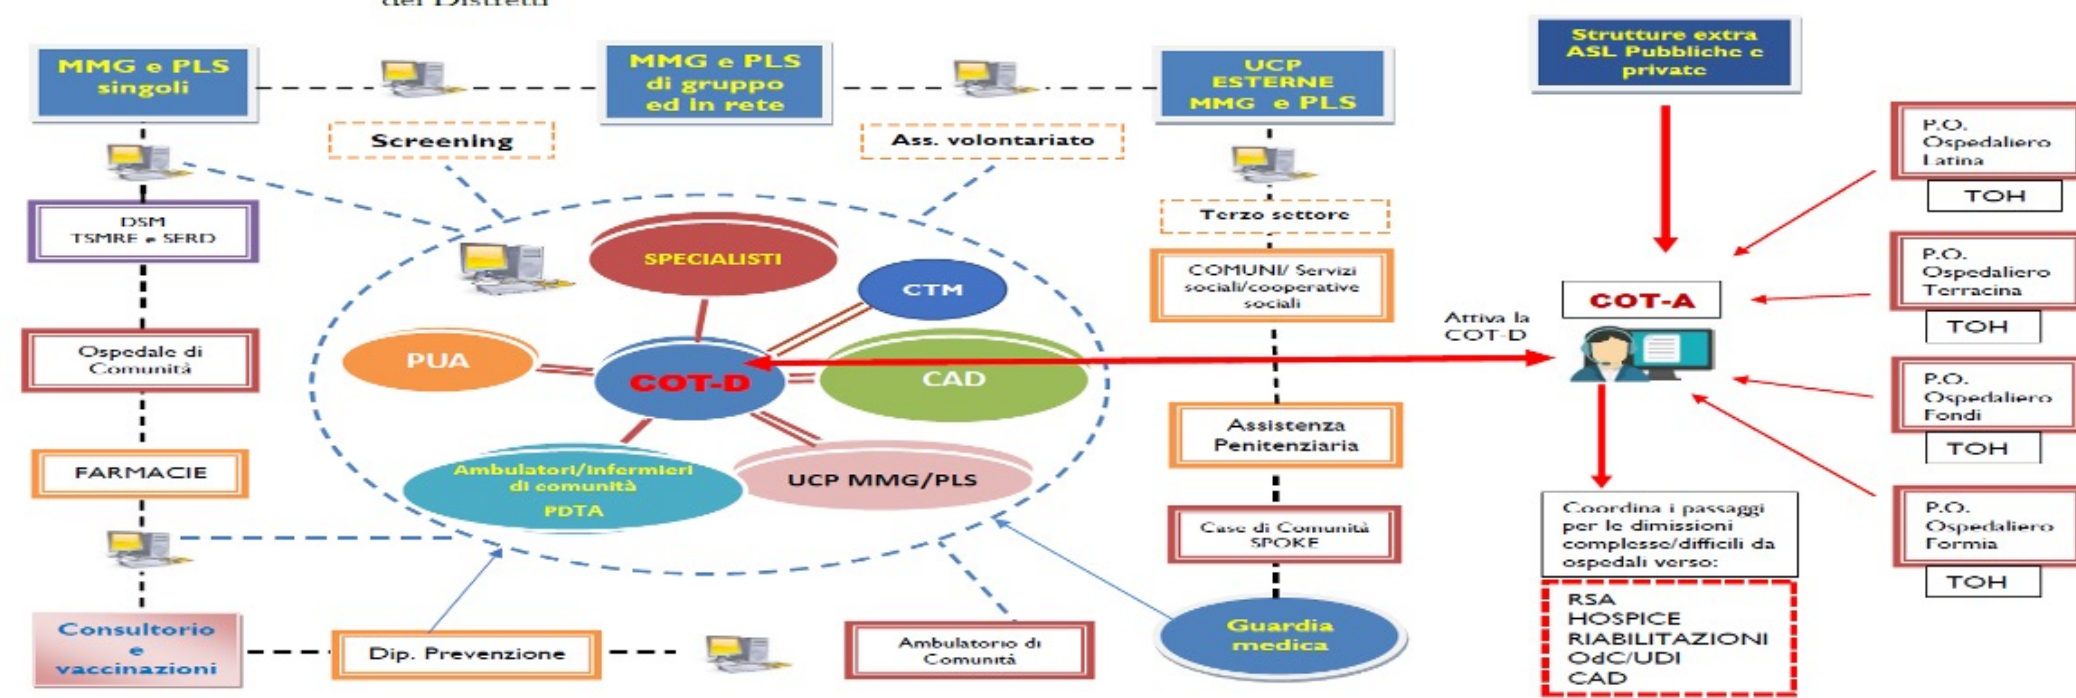 dei Distretti
MMG e PLS
singoli
MMG e PLS
di gruppo
ed in rete
UCP
ESTERNE
MMG e PLS
Strutture extra
ASL Pubbliche e
private
Screening
Ass. volontariato
P.O.
Ospedaliero
Latina
TOH
DSM
TSMRE e SERD
Terzo settore
SPECIALISTI
CTM
COMUNI/ Servizi
sociali/cooperative
sociali
P.O.
Ospedaliero
Terracina
TOH
COT-A
Attiva la
COT-D
Ospedale di
Comunità
PUA
COT-D
CAD
P.O.
Ospedaliero
Fondi
TOH
Assistenza
Penitenziaria
FARMACIE
Ambulatori/Infermieri
di comunità
PDTA
UCP MMG/PLS
Case di Comunità
SPOKE
Coordina i passaggi
per le dimissioni
complesse/difficili da
ospedali verso:
P.O.
Ospedaliero
Formia
TOH
RSA
HOSPICE
RIABILITAZIONI
OdC/UDI
CAD
Consultorio
e
vaccinazioni
Dip. Prevenzione
Ambulatorio di
Comunità
Guardia
medica